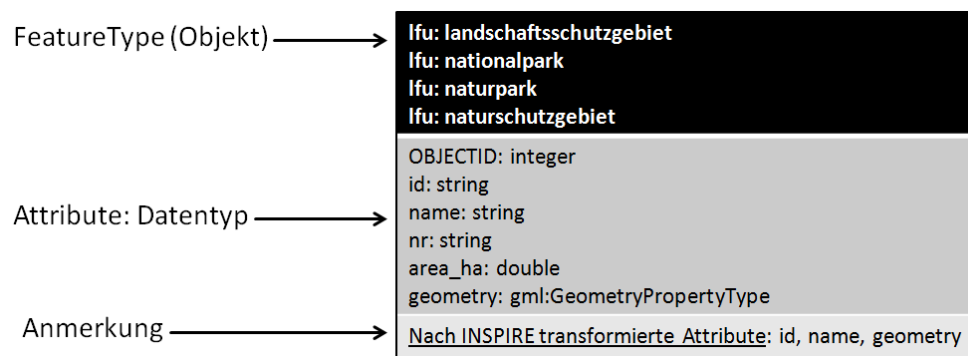 FeatureType (Objekt)
lfu: landschaftsschutzgebiet
lfu: nationalpark
lfu: naturpark
lfu: naturschutzgebiet
Attribute: Datentyp
OBJECTID: integer
id: string
name: string
nr: string
area_ha: double
geometry: gml:GeometryPropertyType
Anmerkung
Nach INSPIRE transformierte Attribute: id, name, geometry